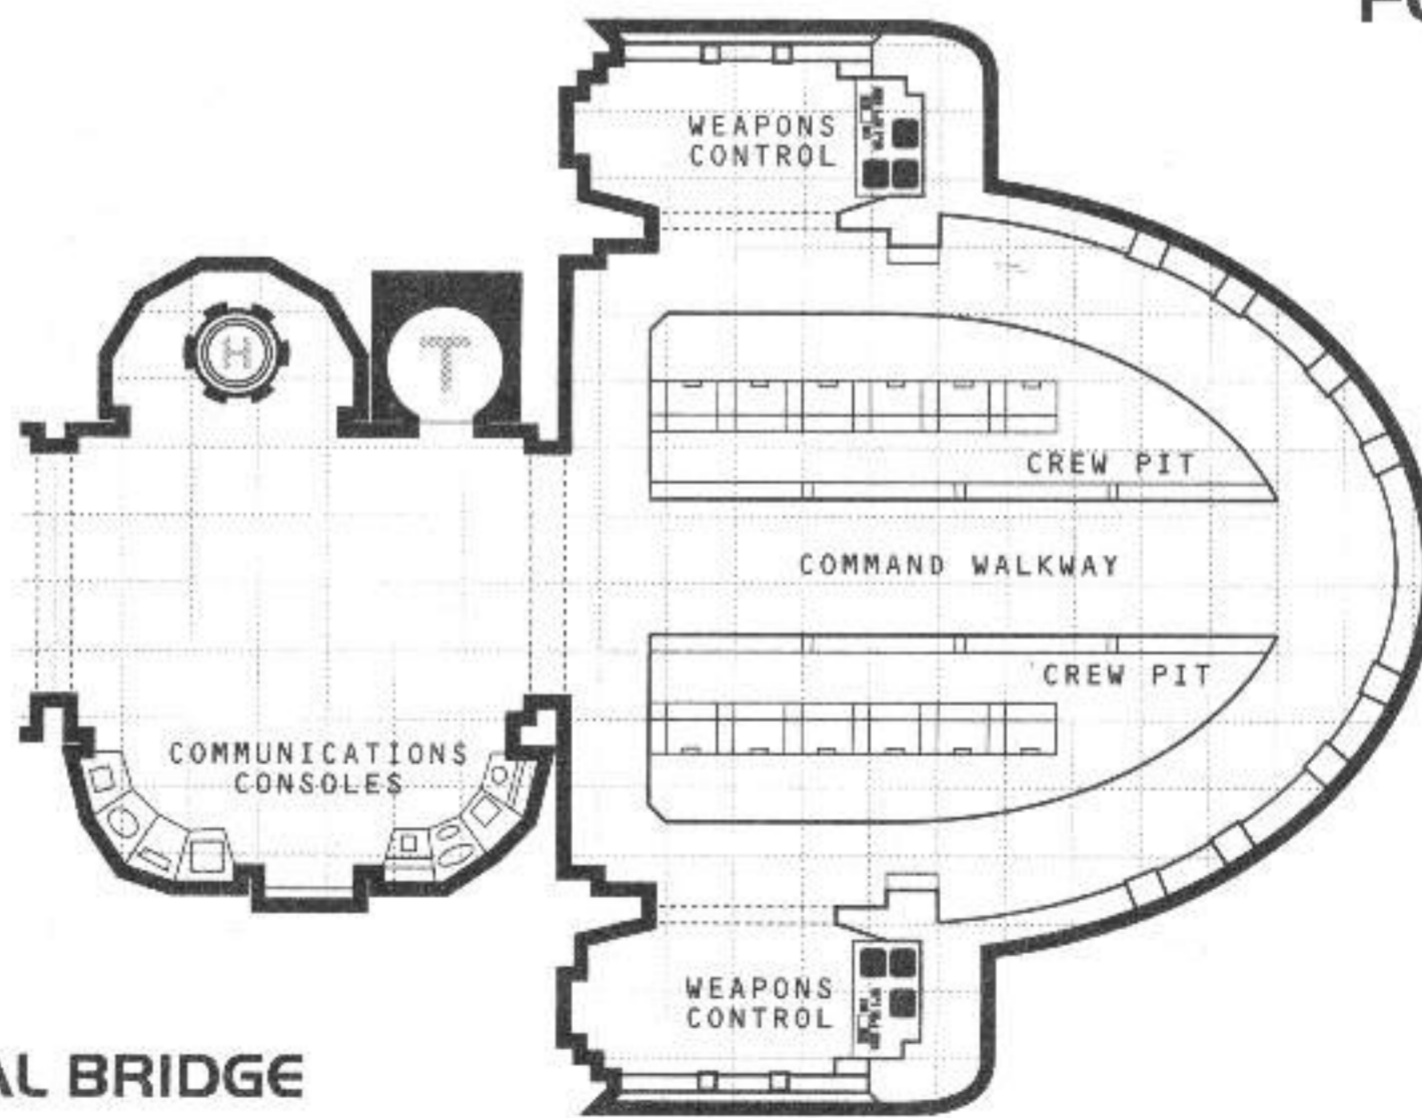 WEAPONS
CONTROL
H
T
CREW PIT
COMMAND WALKWAY
CREW PIT
COMMUNICATIONS
CONSOLES
WEAPONS
CONTROL
AL BRIDGE